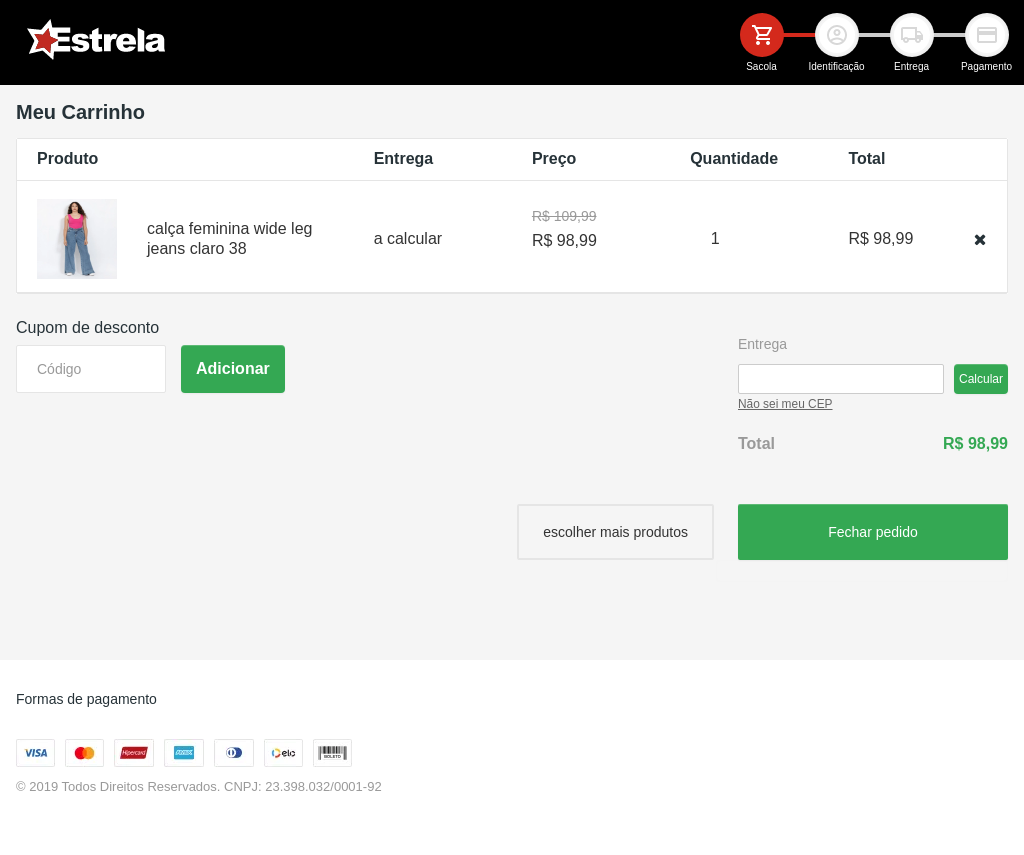 Estrela
Sacola
Identificação
Entrega
Pagamento
Meu Carrinho
Produto
Entrega
Preço
Quantidade
Total
calça feminina wide leg
jeans claro 38
a calcular
R$ 109,99
R$ 98,99
1
R$ 98,99
Cupom de desconto
Código
Adicionar
Entrega
Calcular
Não sei meu CEP
Total
R$ 98,99
escolher mais produtos
Fechar pedido
Formas de pagamento
VISA
Hipercard
elo
BOLETO
© 2019 Todos Direitos Reservados. CNPJ: 23.398.032/0001-92